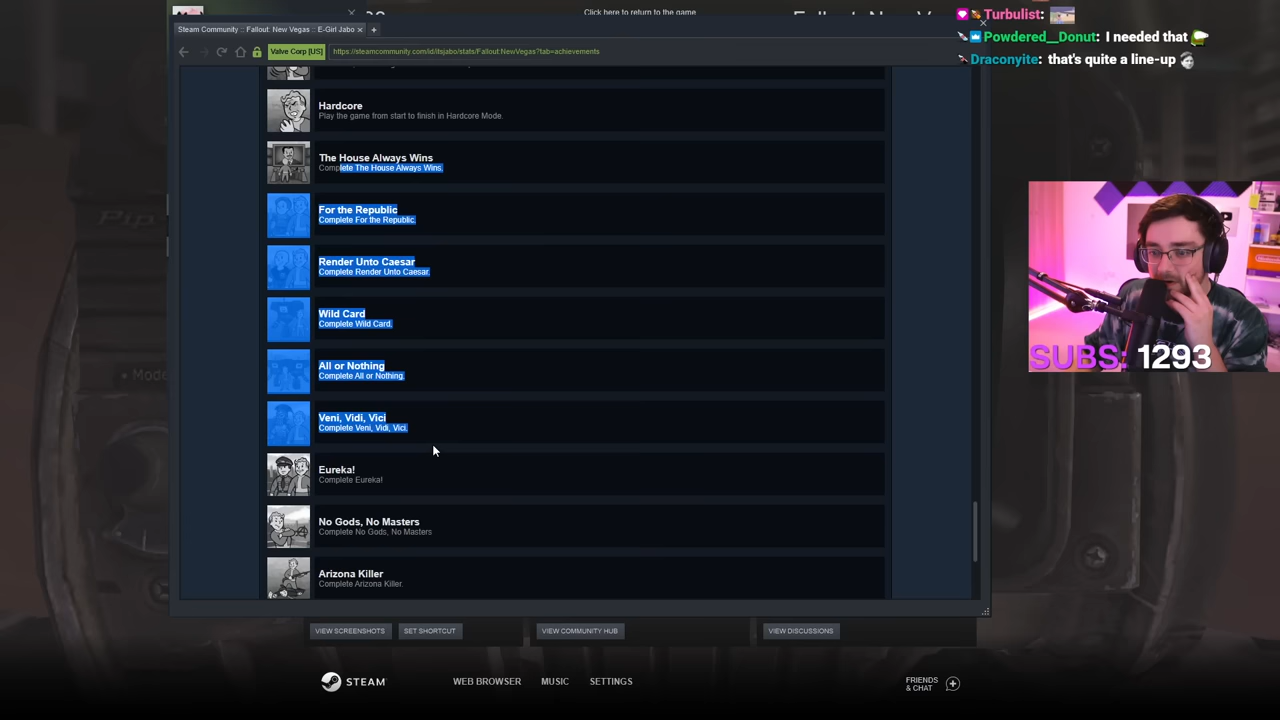 Click here to return to the game
Steam Community :: Fallout: New Vegas :: E-Girl Jabo
Valve Corp [US]
https://steamcommunity.com/id/itsjabo/stats/Fallout:NewVegas?tab=achievements
Turbulist:
Powdered__Donut: I needed that
Draconyite: that's quite a line-up
Hardcore
Play the game from start to finish in Hardcore Mode.
The House Always Wins
Complete The House Always Wins.
For the Republic
Complete For the Republic.
Render Unto Caesar
Complete Render Unto Caesar.
Wild Card
Complete Wild Card.
All or Nothing
Complete All or Nothing.
Veni, Vidi, Vici
Complete Veni, Vidi, Vici.
Eureka!
Complete Eureka!
No Gods, No Masters
Complete No Gods, No Masters
Arizona Killer
Complete Arizona Killer.
SUBS: 1293
VIEW SCREENSHOTS
SET SHORTCUT
VIEW COMMUNITY HUB
VIEW DISCUSSIONS
STEAM
WEB BROWSER
MUSIC
SETTINGS
FRIENDS
& CHAT